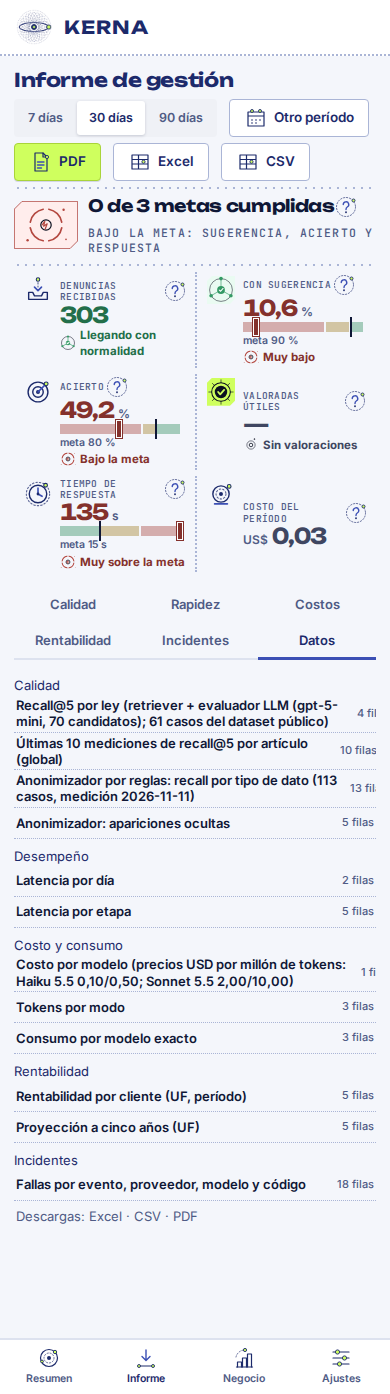 KERNA
Informe de gestión
7 días 30 días 90 días Otro período
PDF Excel CSV
0 de 3 metas cumplidas ?
BAJO LA META: SUGERENCIA, ACIERTO Y
RESPUESTA
DENUNCIAS
RECIBIDAS ?
303
Llegando con
normalidad
CON SUGERENCIA ?
10,6 %
meta 90 %
Muy bajo
ACIERTO ?
49,2 %
meta 80 %
Bajo la meta
VALORADAS
ÚTILES ?
—
Sin valoraciones
TIEMPO DE
RESPUESTA ?
135 s
meta 15 s
Muy sobre la meta
COSTO DEL
PERÍODO ?
US$ 0,03
Calidad Rapidez Costos
Rentabilidad Incidentes Datos
Calidad
Recall@5 por ley (retriever + evaluador LLM (gpt-5-
mini, 70 candidatos); 61 casos del dataset público) 4 fil
Últimas 10 mediciones de recall@5 por artículo
(global) 10 filas
Anonimizador por reglas: recall por tipo de dato (113
casos, medición 2026-11-11) 13 fila
Anonimizador: apariciones ocultas 5 filas
Desempeño
Latencia por día 2 filas
Latencia por etapa 5 filas
Costo y consumo
Costo por modelo (precios USD por millón de tokens:
Haiku 5.5 0,10/0,50; Sonnet 5.5 2,00/10,00) 1 fi
Tokens por modo 3 filas
Consumo por modelo exacto 3 filas
Rentabilidad
Rentabilidad por cliente (UF, período) 5 filas
Proyección a cinco años (UF) 5 filas
Incidentes
Fallas por evento, proveedor, modelo y código 18 filas
Descargas: Excel · CSV · PDF
Resumen Informe Negocio Ajustes